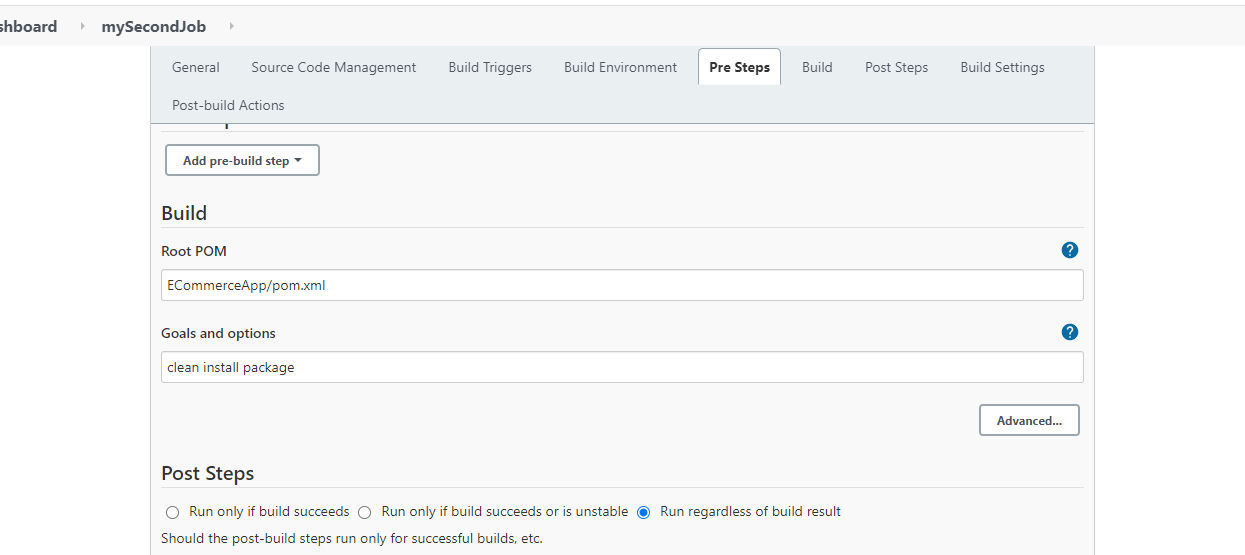 shboard mySecondJob
General Source Code Management Build Triggers Build Environment Pre Steps Build Post Steps Build Settings
Post-build Actions
Add pre-build step
Build
Root POM
?
ECommerceApp/pom.xml
Goals and options
?
clean install package
Advanced...
Post Steps
Run only if build succeeds Run only if build succeeds or is unstable Run regardless of build result
Should the post-build steps run only for successful builds, etc.